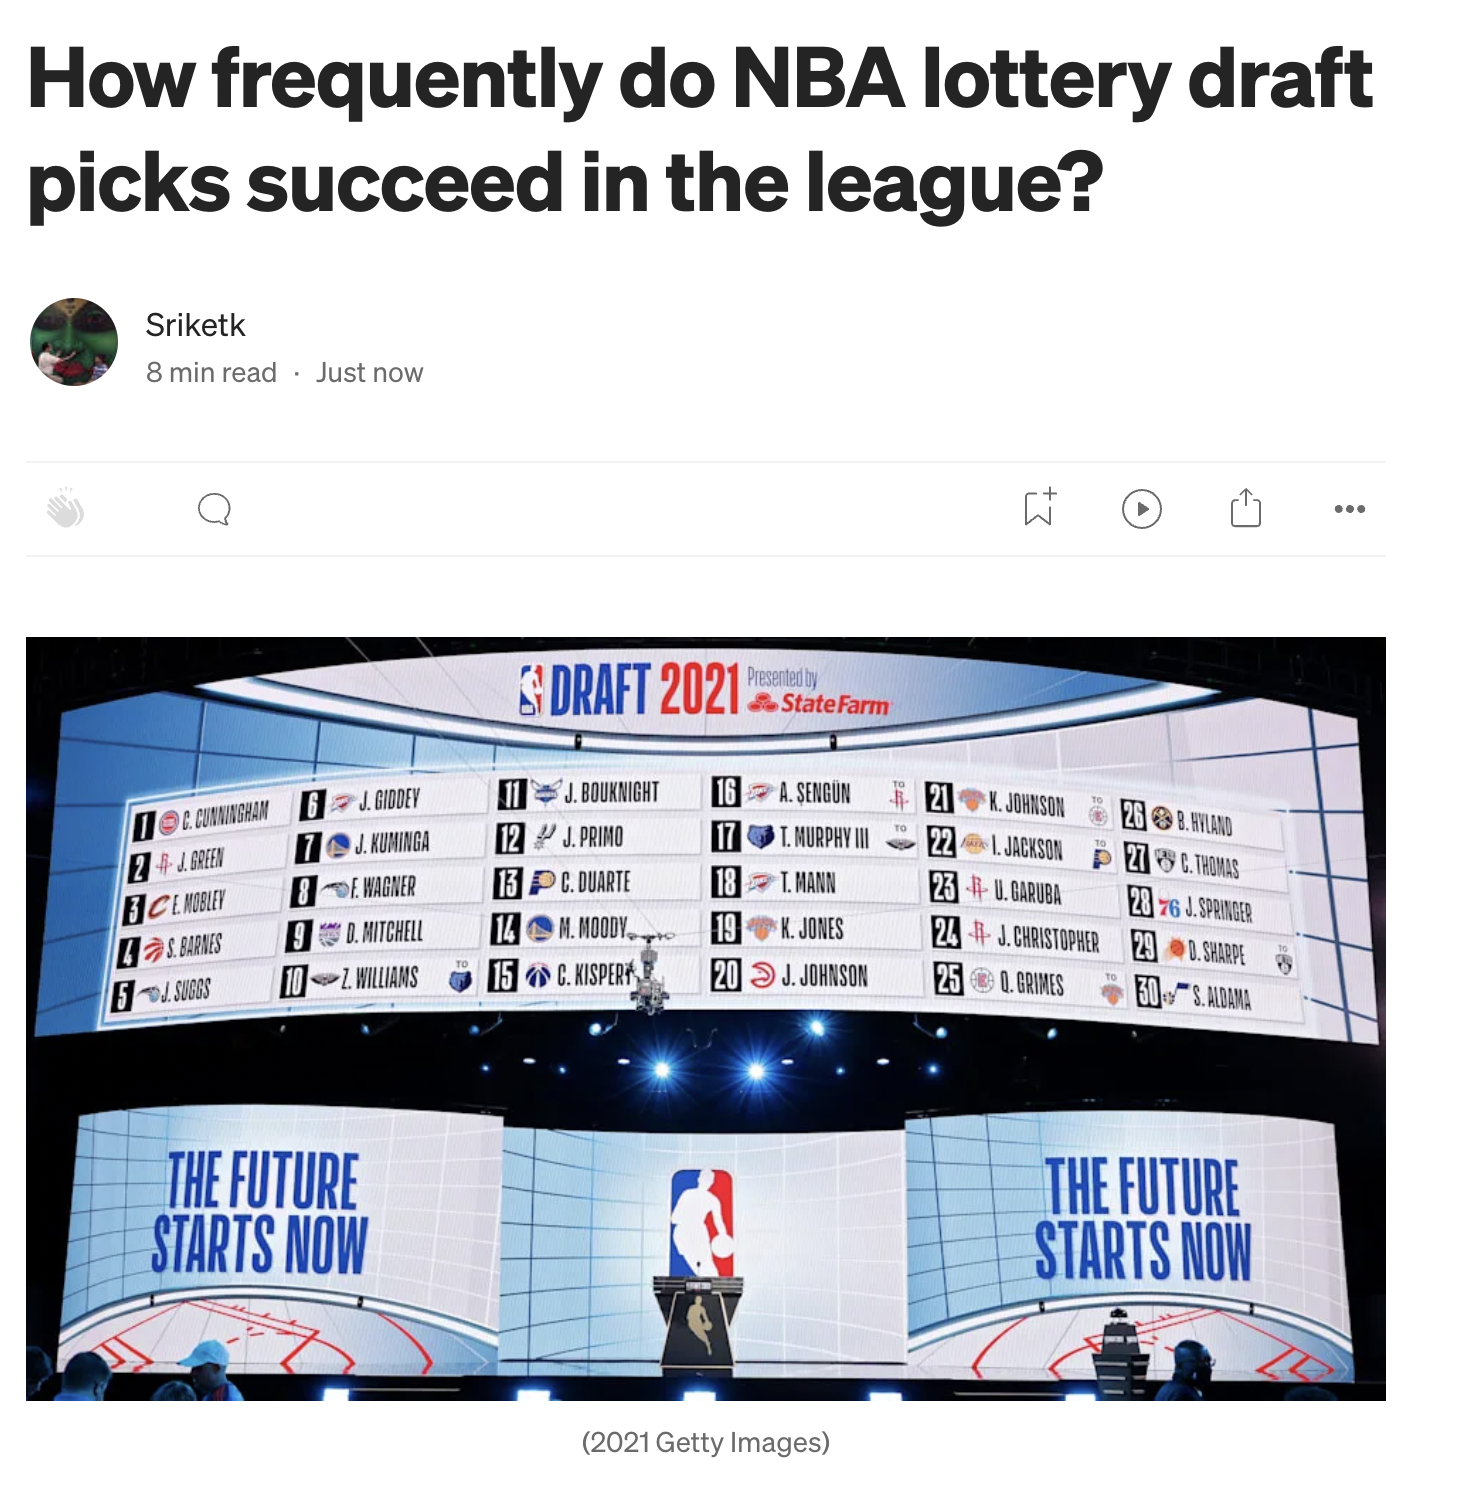 How frequently do NBA lottery draft
picks succeed in the league?
Sriketk
8 min read · Just now
DRAFT 2021 Presented by
StateFarm
1 C. CUNNINGHAM
2 J. GREEN
3 E. MOBLEY
4 S. BARNES
5 J. SUGGS
6 J. GIDDEY
7 J. KUMINGA
8 F. WAGNER
9 D. MITCHELL
10 Z. WILLIAMS TO
11 J. BOUKNIGHT
12 J. PRIMO
13 C. DUARTE
14 M. MOODY
15 C. KISPERT
16 A. ŞENGÜN TO
17 T. MURPHY III TO
18 T. MANN
19 K. JONES
20 J. JOHNSON
21 K. JOHNSON TO
22 I. JACKSON TO
23 U. GARUBA
24 J. CHRISTOPHER
25 Q. GRIMES TO
26 B. HYLAND
27 C. THOMAS
28 76 J. SPRINGER
29 D. SHARPE TO
30 S. ALDAMA
THE FUTURE
STARTS NOW
THE FUTURE
STARTS NOW
(2021 Getty Images)